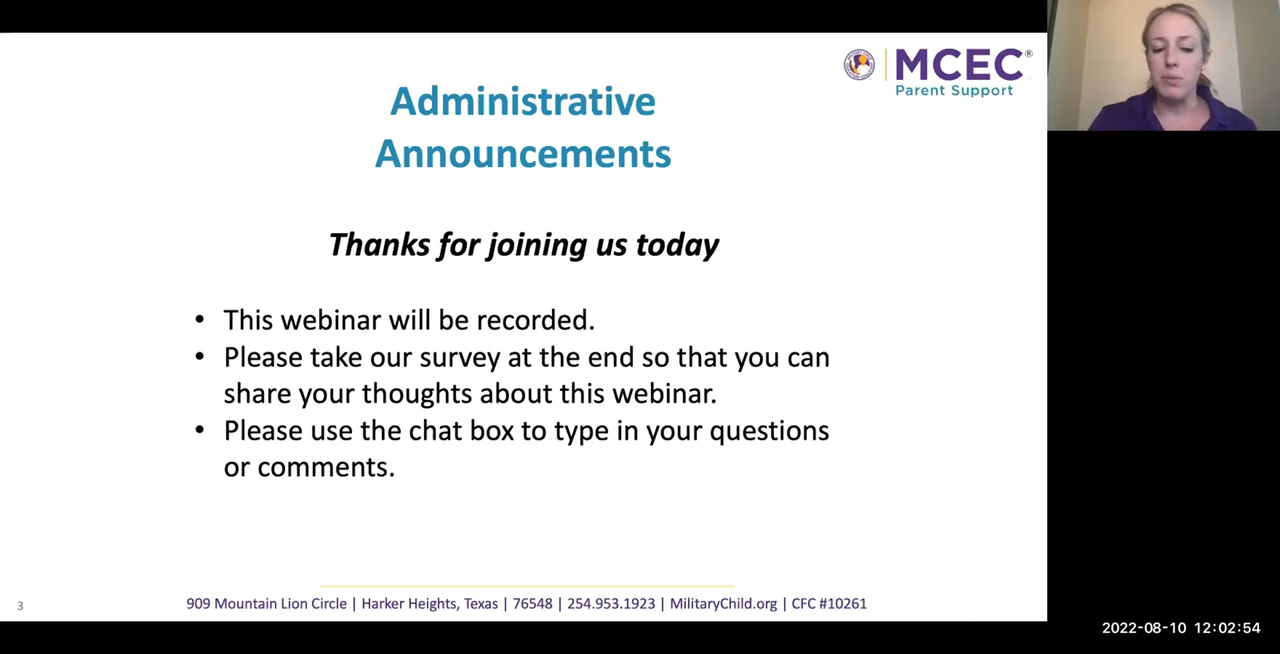 MCEC®
Parent Support
Administrative
Announcements
Thanks for joining us today
• This webinar will be recorded.
• Please take our survey at the end so that you can
share your thoughts about this webinar.
• Please use the chat box to type in your questions
or comments.
3
909 Mountain Lion Circle | Harker Heights, Texas | 76548 | 254.953.1923 | MilitaryChild.org | CFC #10261
2022-08-10 12:02:54